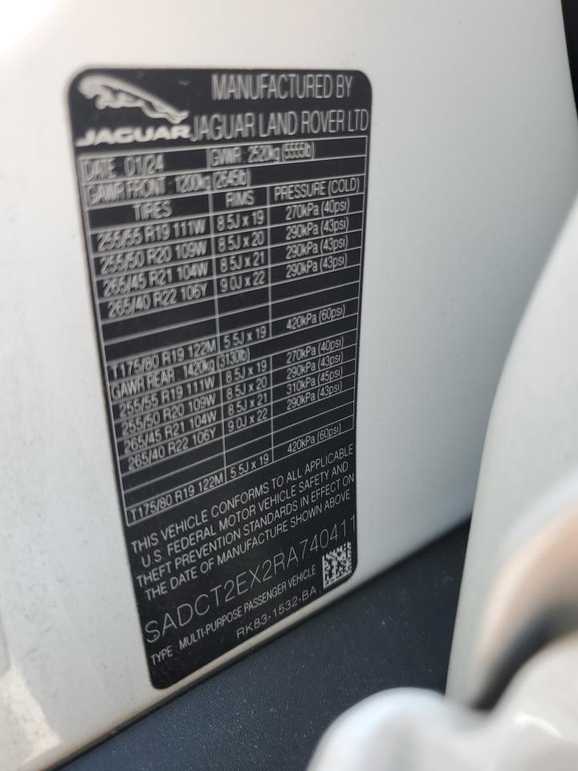 JAGUAR
MANUFACTURED BY
JAGUAR LAND ROVER LTD
DATE 01/24 GVWR 2520kg (5555lb)
GAWR FRONT 1200kg (2645lb)
TIRES RIMS PRESSURE (COLD)
255/55 R19 111W 8.5J x 19 270kPa (40psi)
255/50 R20 109W 8.5J x 20 290kPa (43psi)
265/45 R21 104W 8.5J x 21 290kPa (43psi)
265/40 R22 106Y 9.0J x 22 290kPa (43psi)
T175/80 R19 122M 5.5J x 19 420kPa (60psi)
GAWR REAR 1420kg (3130lb)
255/55 R19 111W 8.5J x 19 270kPa (40psi)
255/50 R20 109W 8.5J x 20 290kPa (43psi)
265/45 R21 104W 8.5J x 21 310kPa (45psi)
265/40 R22 106Y 9.0J x 22 290kPa (43psi)
T175/80 R19 122M 5.5J x 19 420kPa (60psi)
THIS VEHICLE CONFORMS TO ALL APPLICABLE
U.S. FEDERAL MOTOR VEHICLE SAFETY AND
THEFT PREVENTION STANDARDS IN EFFECT ON
THE DATE OF MANUFACTURE SHOWN ABOVE
SADCT2EX2RA740411
TYPE MULTI-PURPOSE PASSENGER VEHICLE
RK83-1532-BA